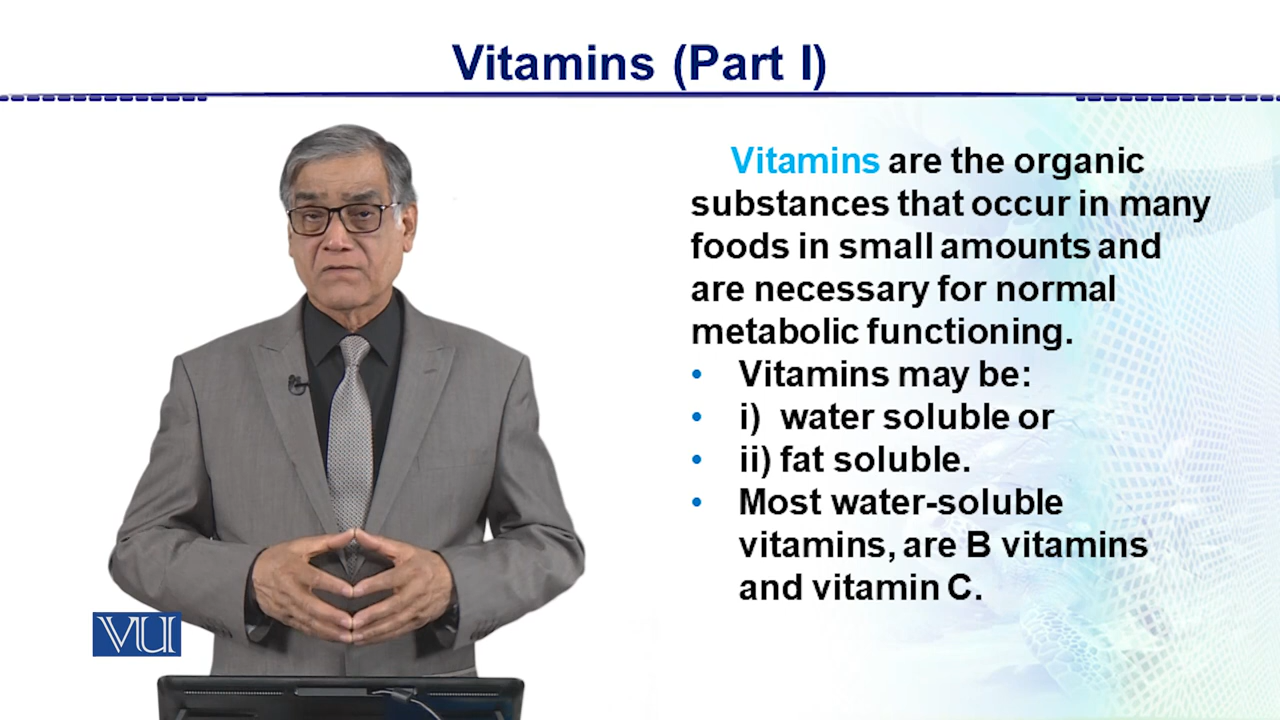 Vitamins (Part I)
Vitamins are the organic
substances that occur in many
foods in small amounts and
are necessary for normal
metabolic functioning.
• Vitamins may be:
• i) water soluble or
• ii) fat soluble.
• Most water-soluble
vitamins, are B vitamins
and vitamin C.
VU